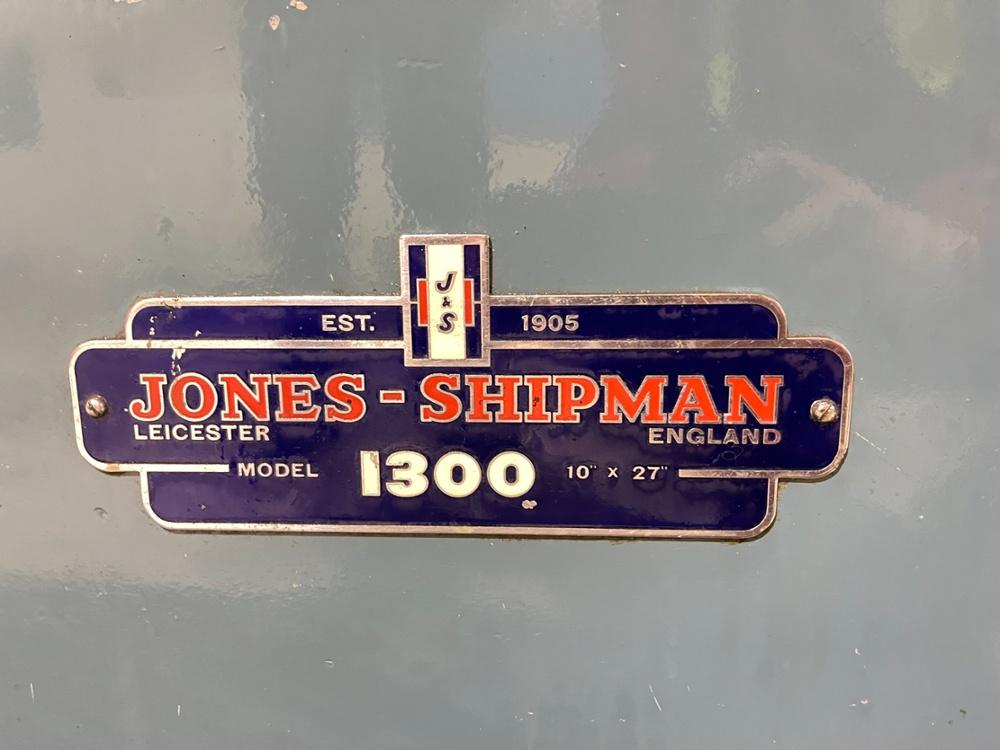 J
&
S
EST. 1905
JONES-SHIPMAN
LEICESTER ENGLAND
MODEL 1300 10" x 27"